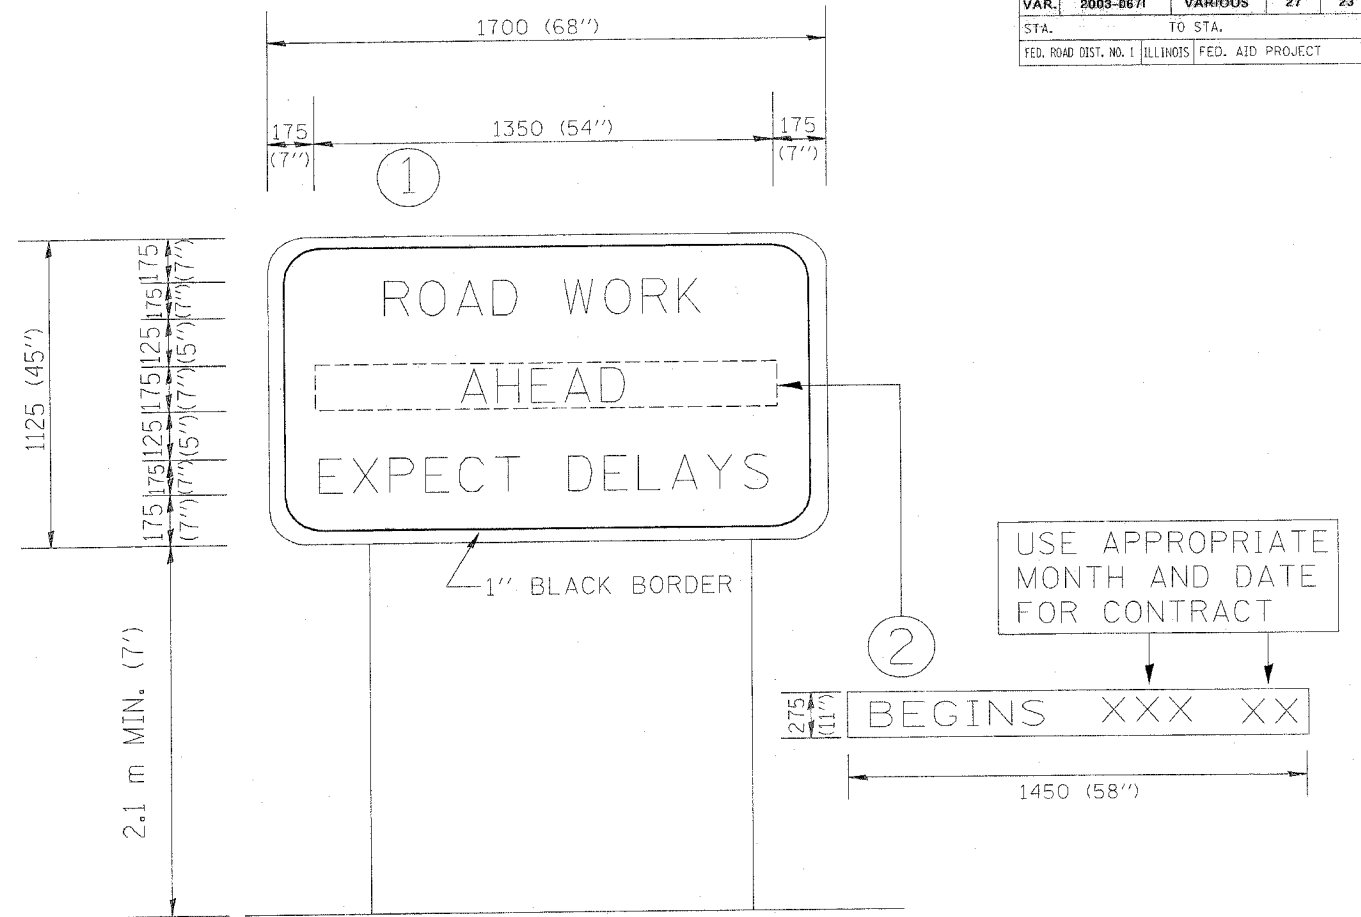 VAR. 2003-067I VARIOUS 27 23
STA. TO STA.
FED. ROAD DIST. NO. 1 ILLINOIS FED. AID PROJECT
1700 (68'')
175 (7'')
1350 (54'')
175 (7'')
1
1125 (45'')
175 (7'')
175 (7'')
125 (5'')
175 (7'')
125 (5'')
175 (7'')
175 (7'')
ROAD WORK
AHEAD
EXPECT DELAYS
1'' BLACK BORDER
2.1 m MIN. (7')
2
USE APPROPRIATE
MONTH AND DATE
FOR CONTRACT
275 (11'')
BEGINS XXX XX
1450 (58'')